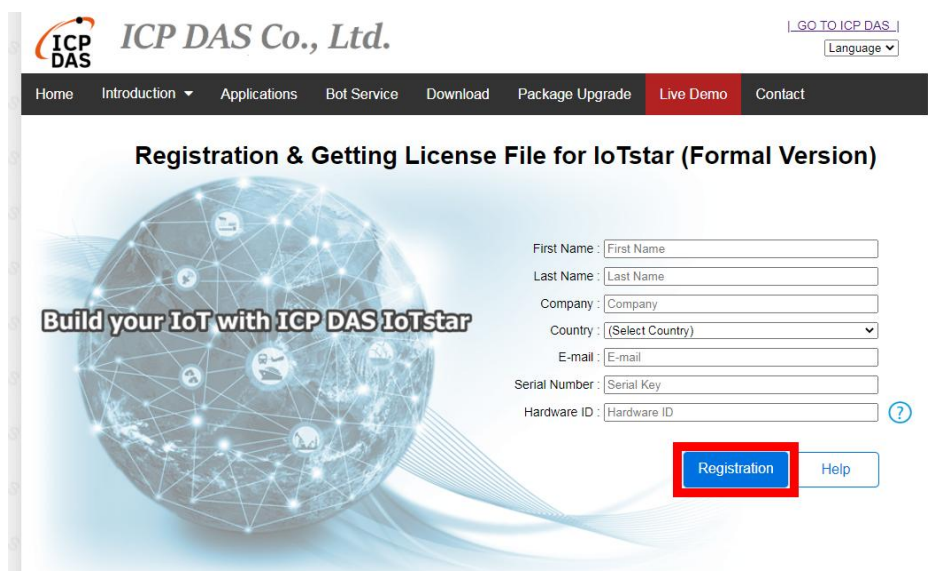 ICP
DAS
ICP DAS Co., Ltd.
| GO TO ICP DAS |
Language
Home Introduction Applications Bot Service Download Package Upgrade Live Demo Contact
Registration & Getting License File for IoTstar (Formal Version)
Build your IoT with ICP DAS IoTstar
First Name : First Name
Last Name : Last Name
Company : Company
Country : (Select Country)
E-mail : E-mail
Serial Number : Serial Key
Hardware ID : Hardware ID ?
Registration Help